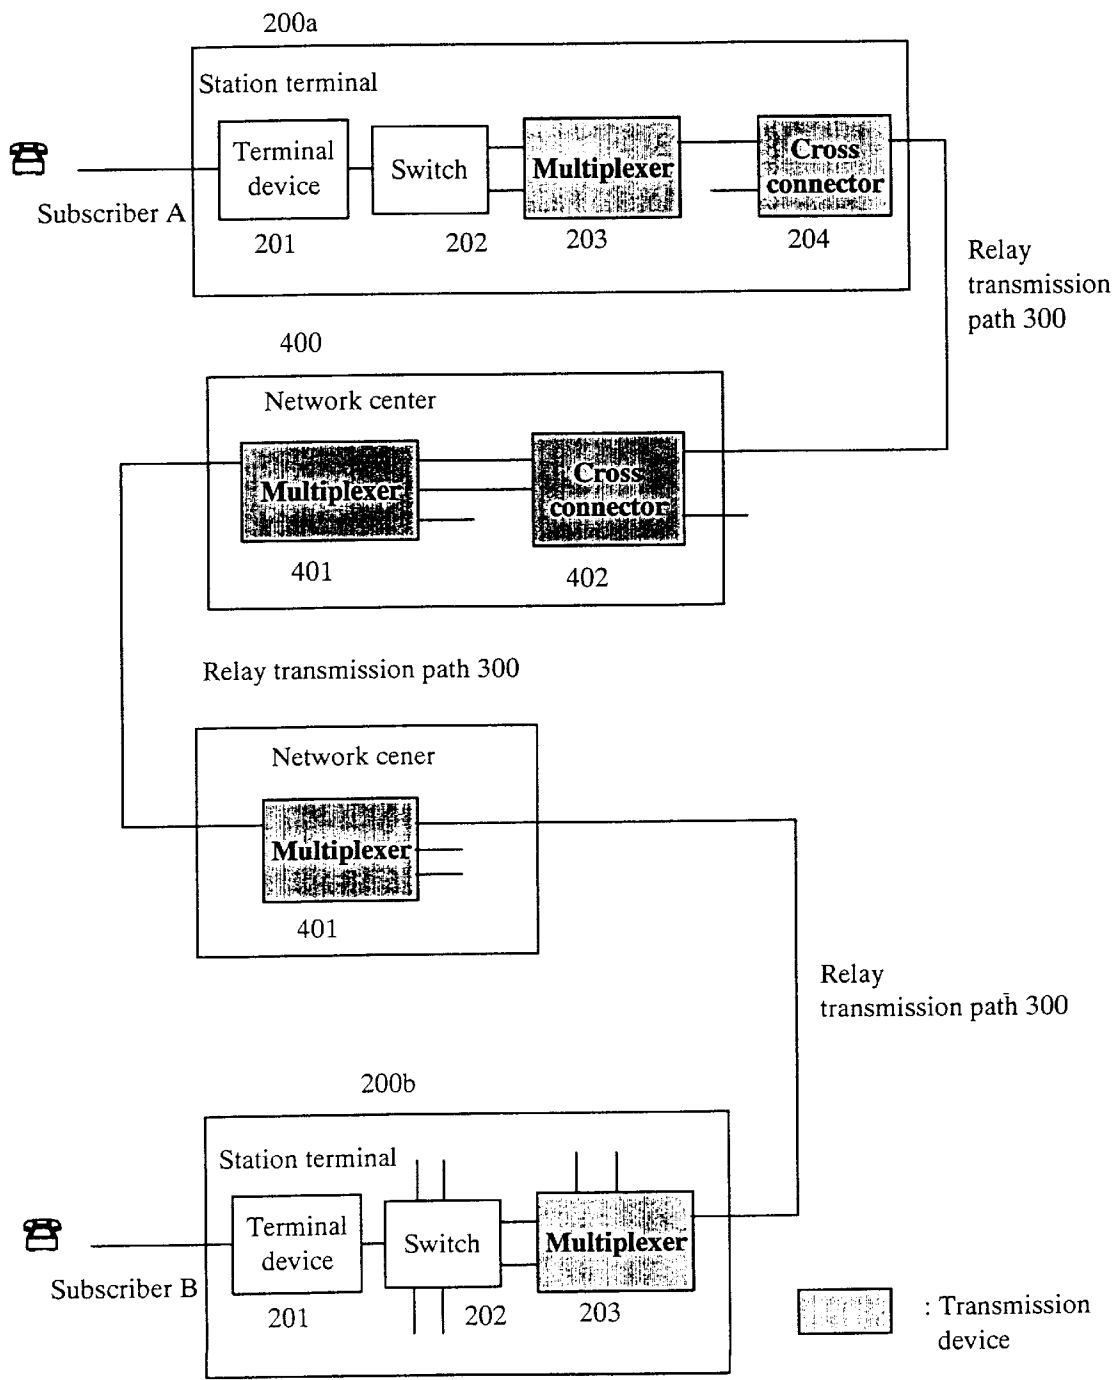 200a
Station terminal
Terminal
device
Switch
Multiplexer
Cross
connector
Subscriber A
201
202
203
204
Relay
transmission
path 300
400
Network center
Multiplexer
Cross
connector
401
402
Relay transmission path 300
Network cener
Multiplexer
401
Relay
transmission path 300
200b
Station terminal
Terminal
device
Switch
Multiplexer
Subscriber B
201
202
203
: Transmission
device